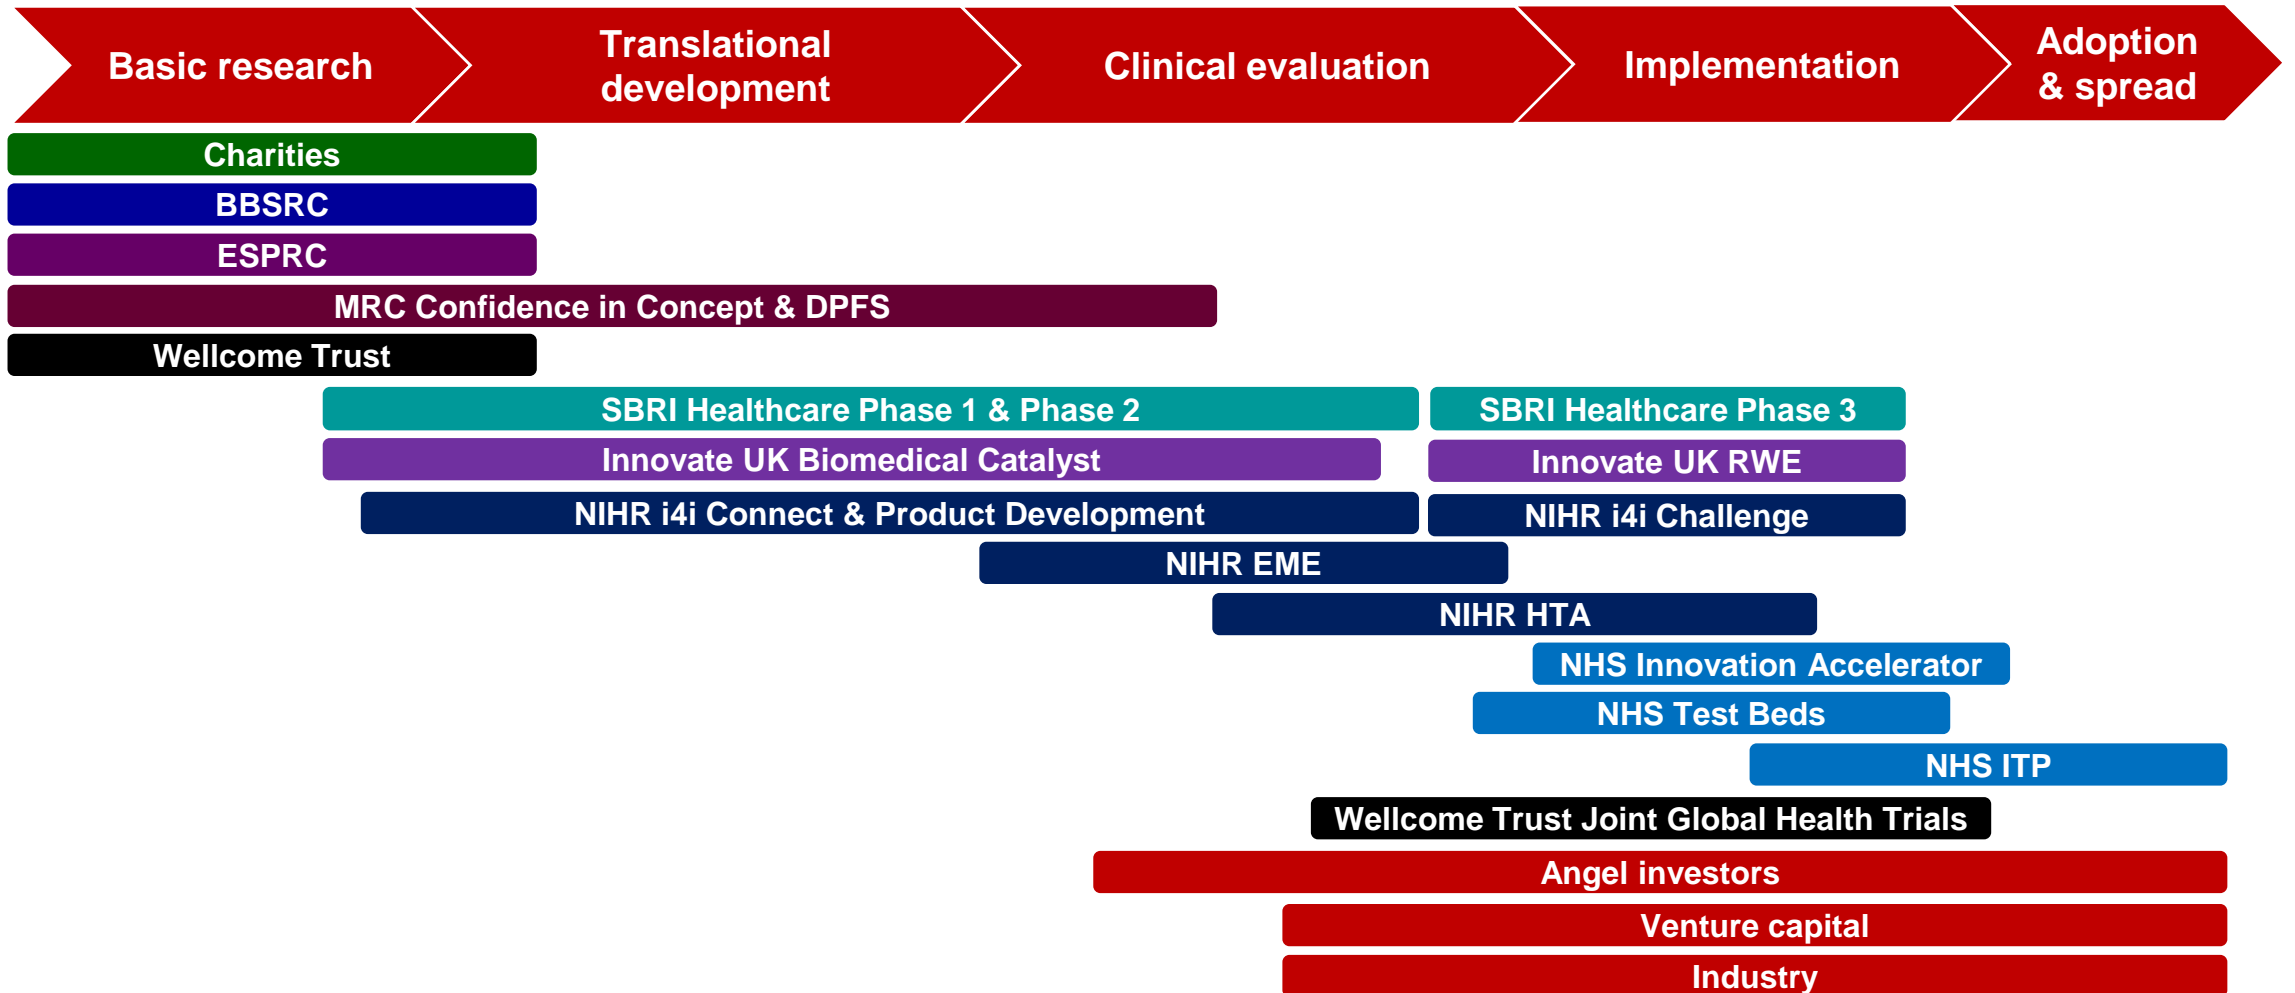 Basic research
Translational
development
Clinical evaluation
Implementation
Adoption
& spread
Charities
BBSRC
ESPRC
MRC Confidence in Concept & DPFS
Wellcome Trust
SBRI Healthcare Phase 1 & Phase 2
SBRI Healthcare Phase 3
Innovate UK Biomedical Catalyst
Innovate UK RWE
NIHR i4i Connect & Product Development
NIHR i4i Challenge
NIHR EME
NIHR HTA
NHS Innovation Accelerator
NHS Test Beds
NHS ITP
Wellcome Trust Joint Global Health Trials
Angel investors
Venture capital
Industry